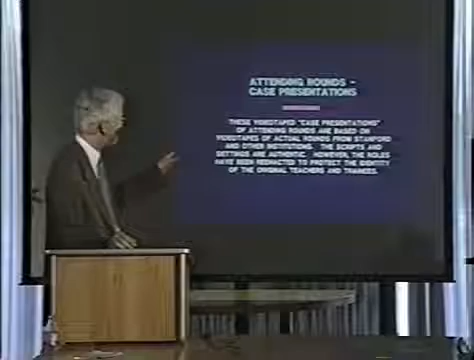 ATTENDING ROUNDS -
CASE PRESENTATIONS
THESE VIDEOTAPED "CASE PRESENTATIONS"
OF ATTENDING ROUNDS ARE BASED ON
VIDEOTAPES OF ACTUAL ROUNDS FROM STANFORD
AND OTHER INSTITUTIONS. THE SCRIPTS AND
SETTINGS ARE AUTHENTIC. HOWEVER, THE ROLES
HAVE BEEN REENACTED TO PROTECT THE IDENTITY
OF THE ORIGINAL TEACHERS AND TRAINEES.